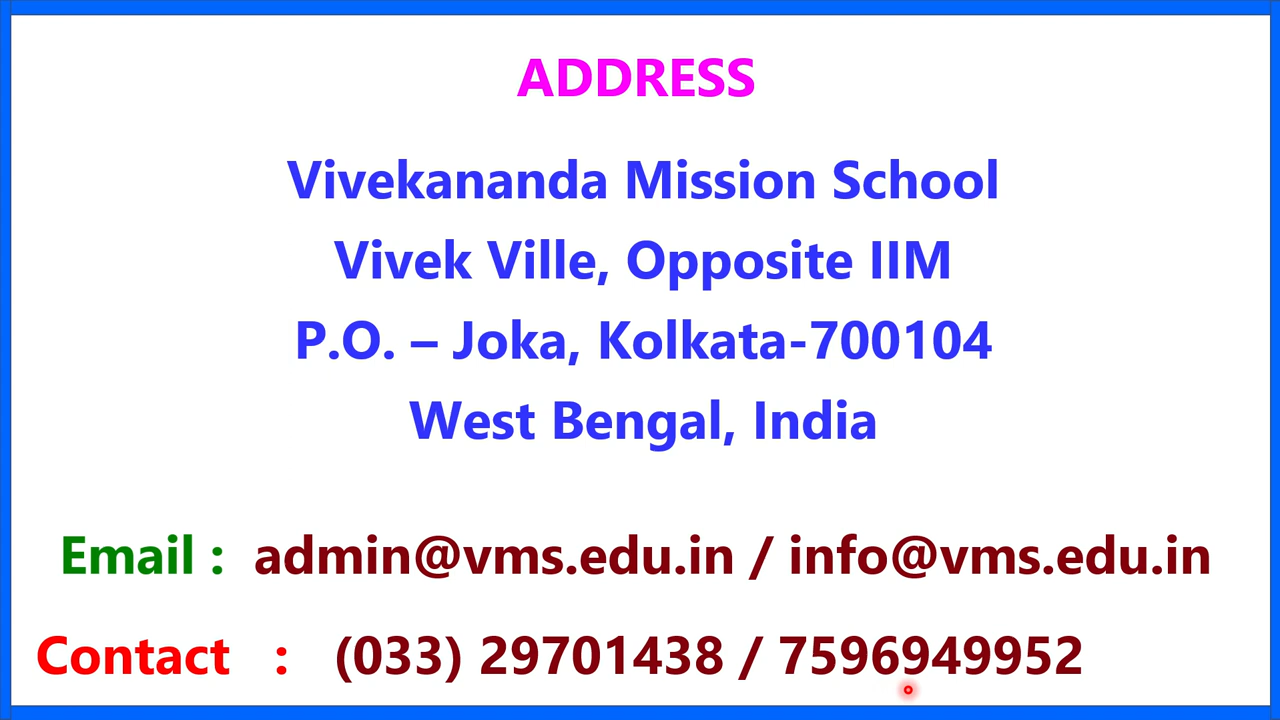 ADDRESS
Vivekananda Mission School
Vivek Ville, Opposite IIM
P.O. – Joka, Kolkata-700104
West Bengal, India
Email : admin@vms.edu.in / info@vms.edu.in
Contact : (033) 29701438 / 7596949952